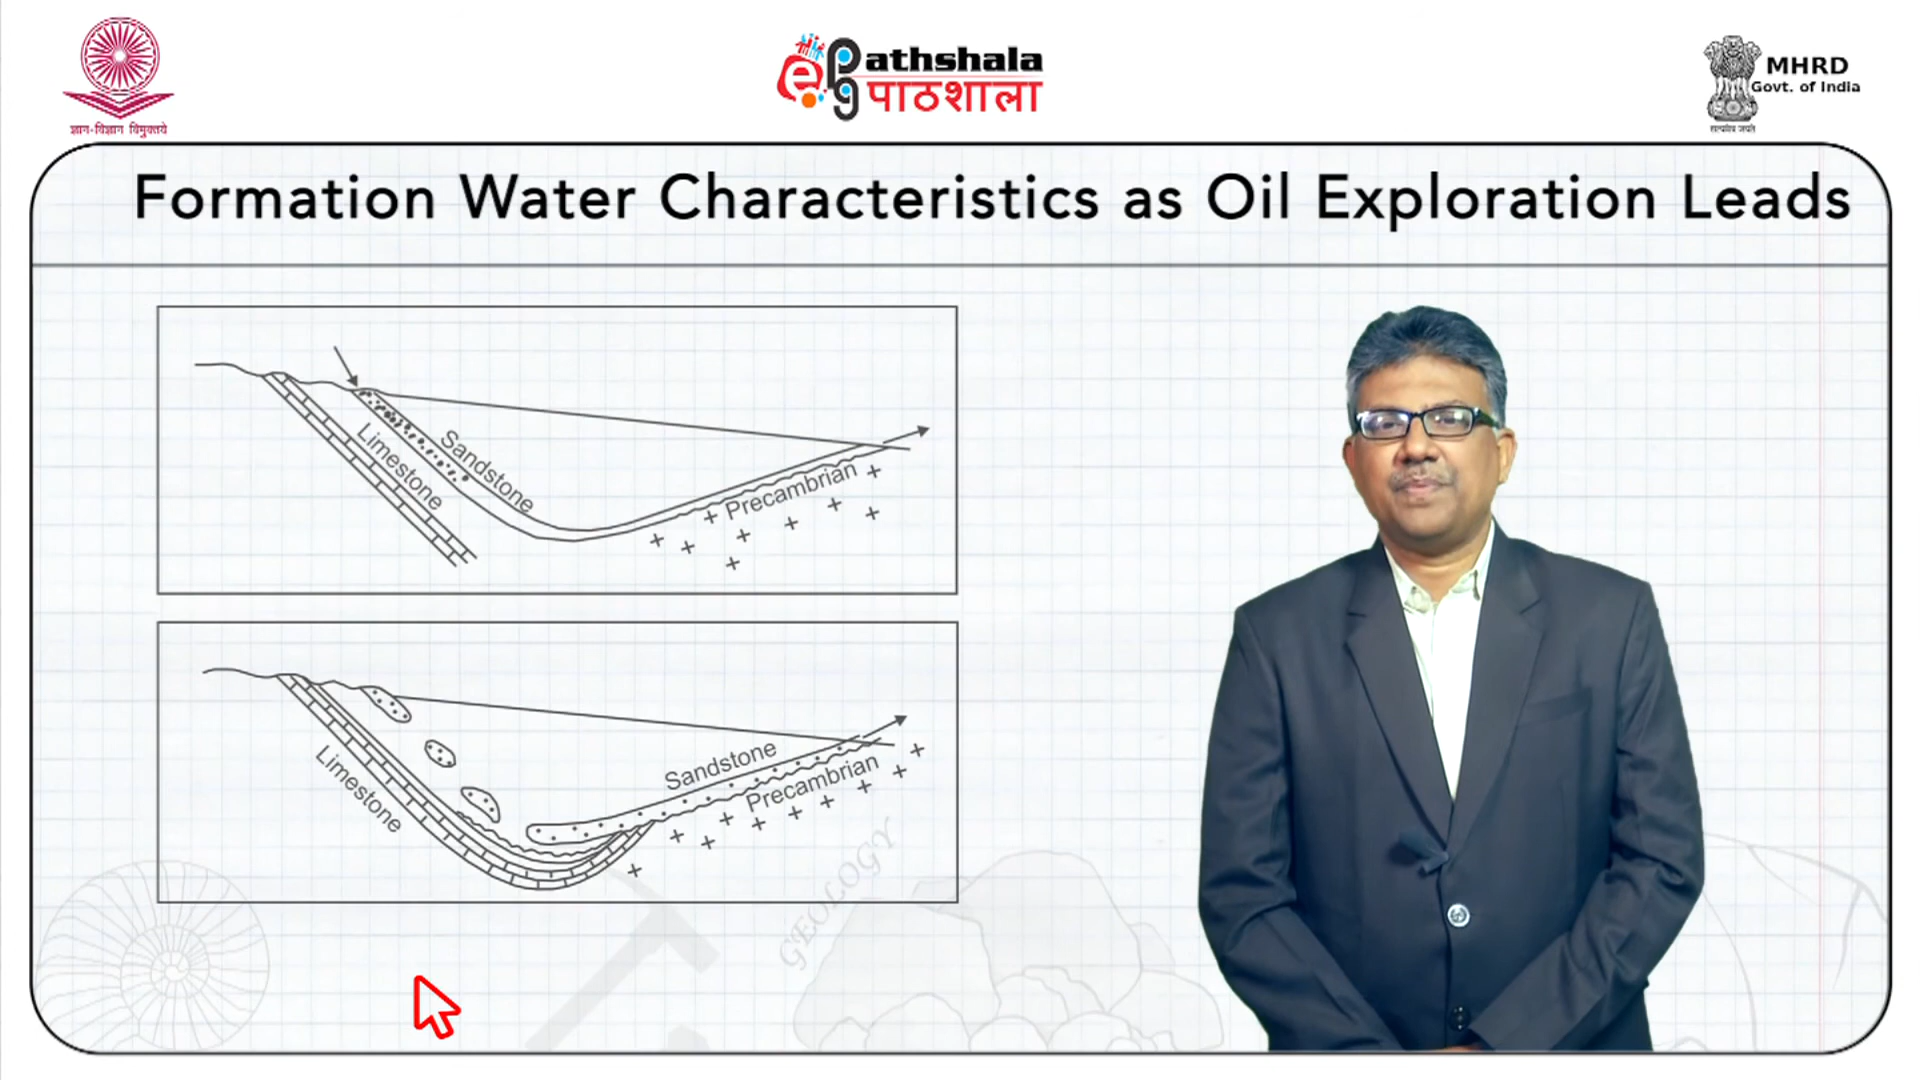 ज्ञान-विज्ञान विमुक्तये
ePathshala
पाठशाला
MHRD
Govt. of India
सत्यमेव जयते
Formation Water Characteristics as Oil Exploration Leads
Limestone
Sandstone
Precambrian
Limestone
Sandstone
Precambrian
GEOLOGY